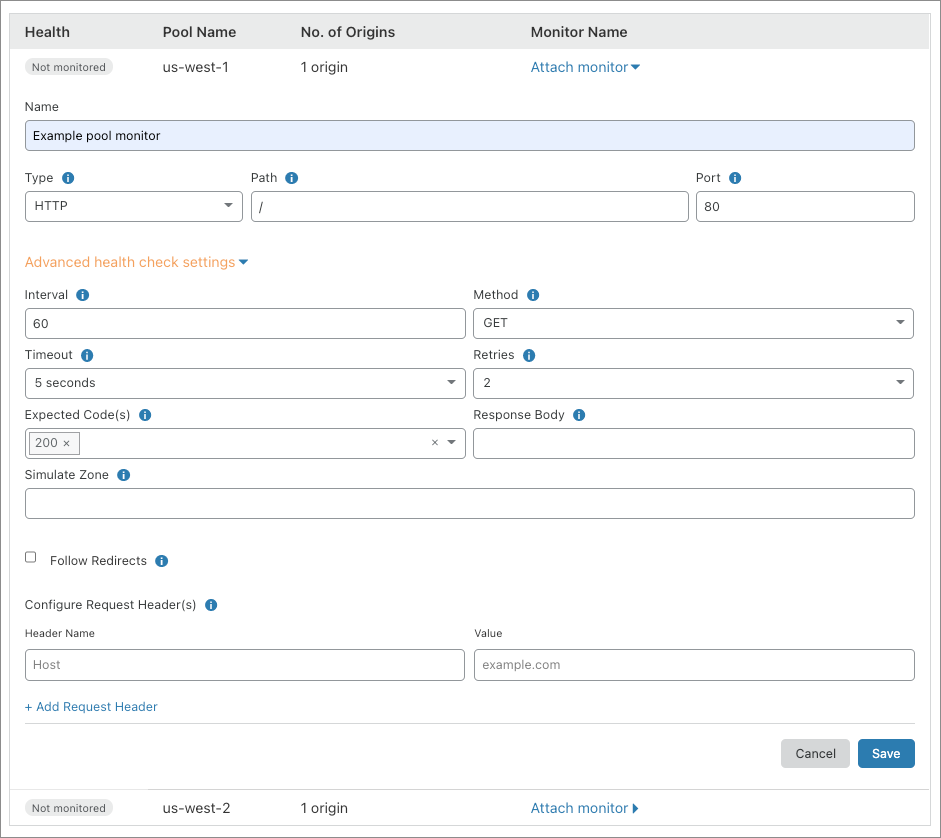 Health Pool Name No. of Origins Monitor Name
Not monitored us-west-1 1 origin Attach monitor
Name
Example pool monitor
Type Path Port
HTTP / 80
Advanced health check settings
Interval Method
60 GET
Timeout Retries
5 seconds 2
Expected Code(s) Response Body
200 × ×
Simulate Zone
Follow Redirects
Configure Request Header(s)
Header Name Value
Host example.com
+ Add Request Header
Cancel Save
Not monitored us-west-2 1 origin Attach monitor